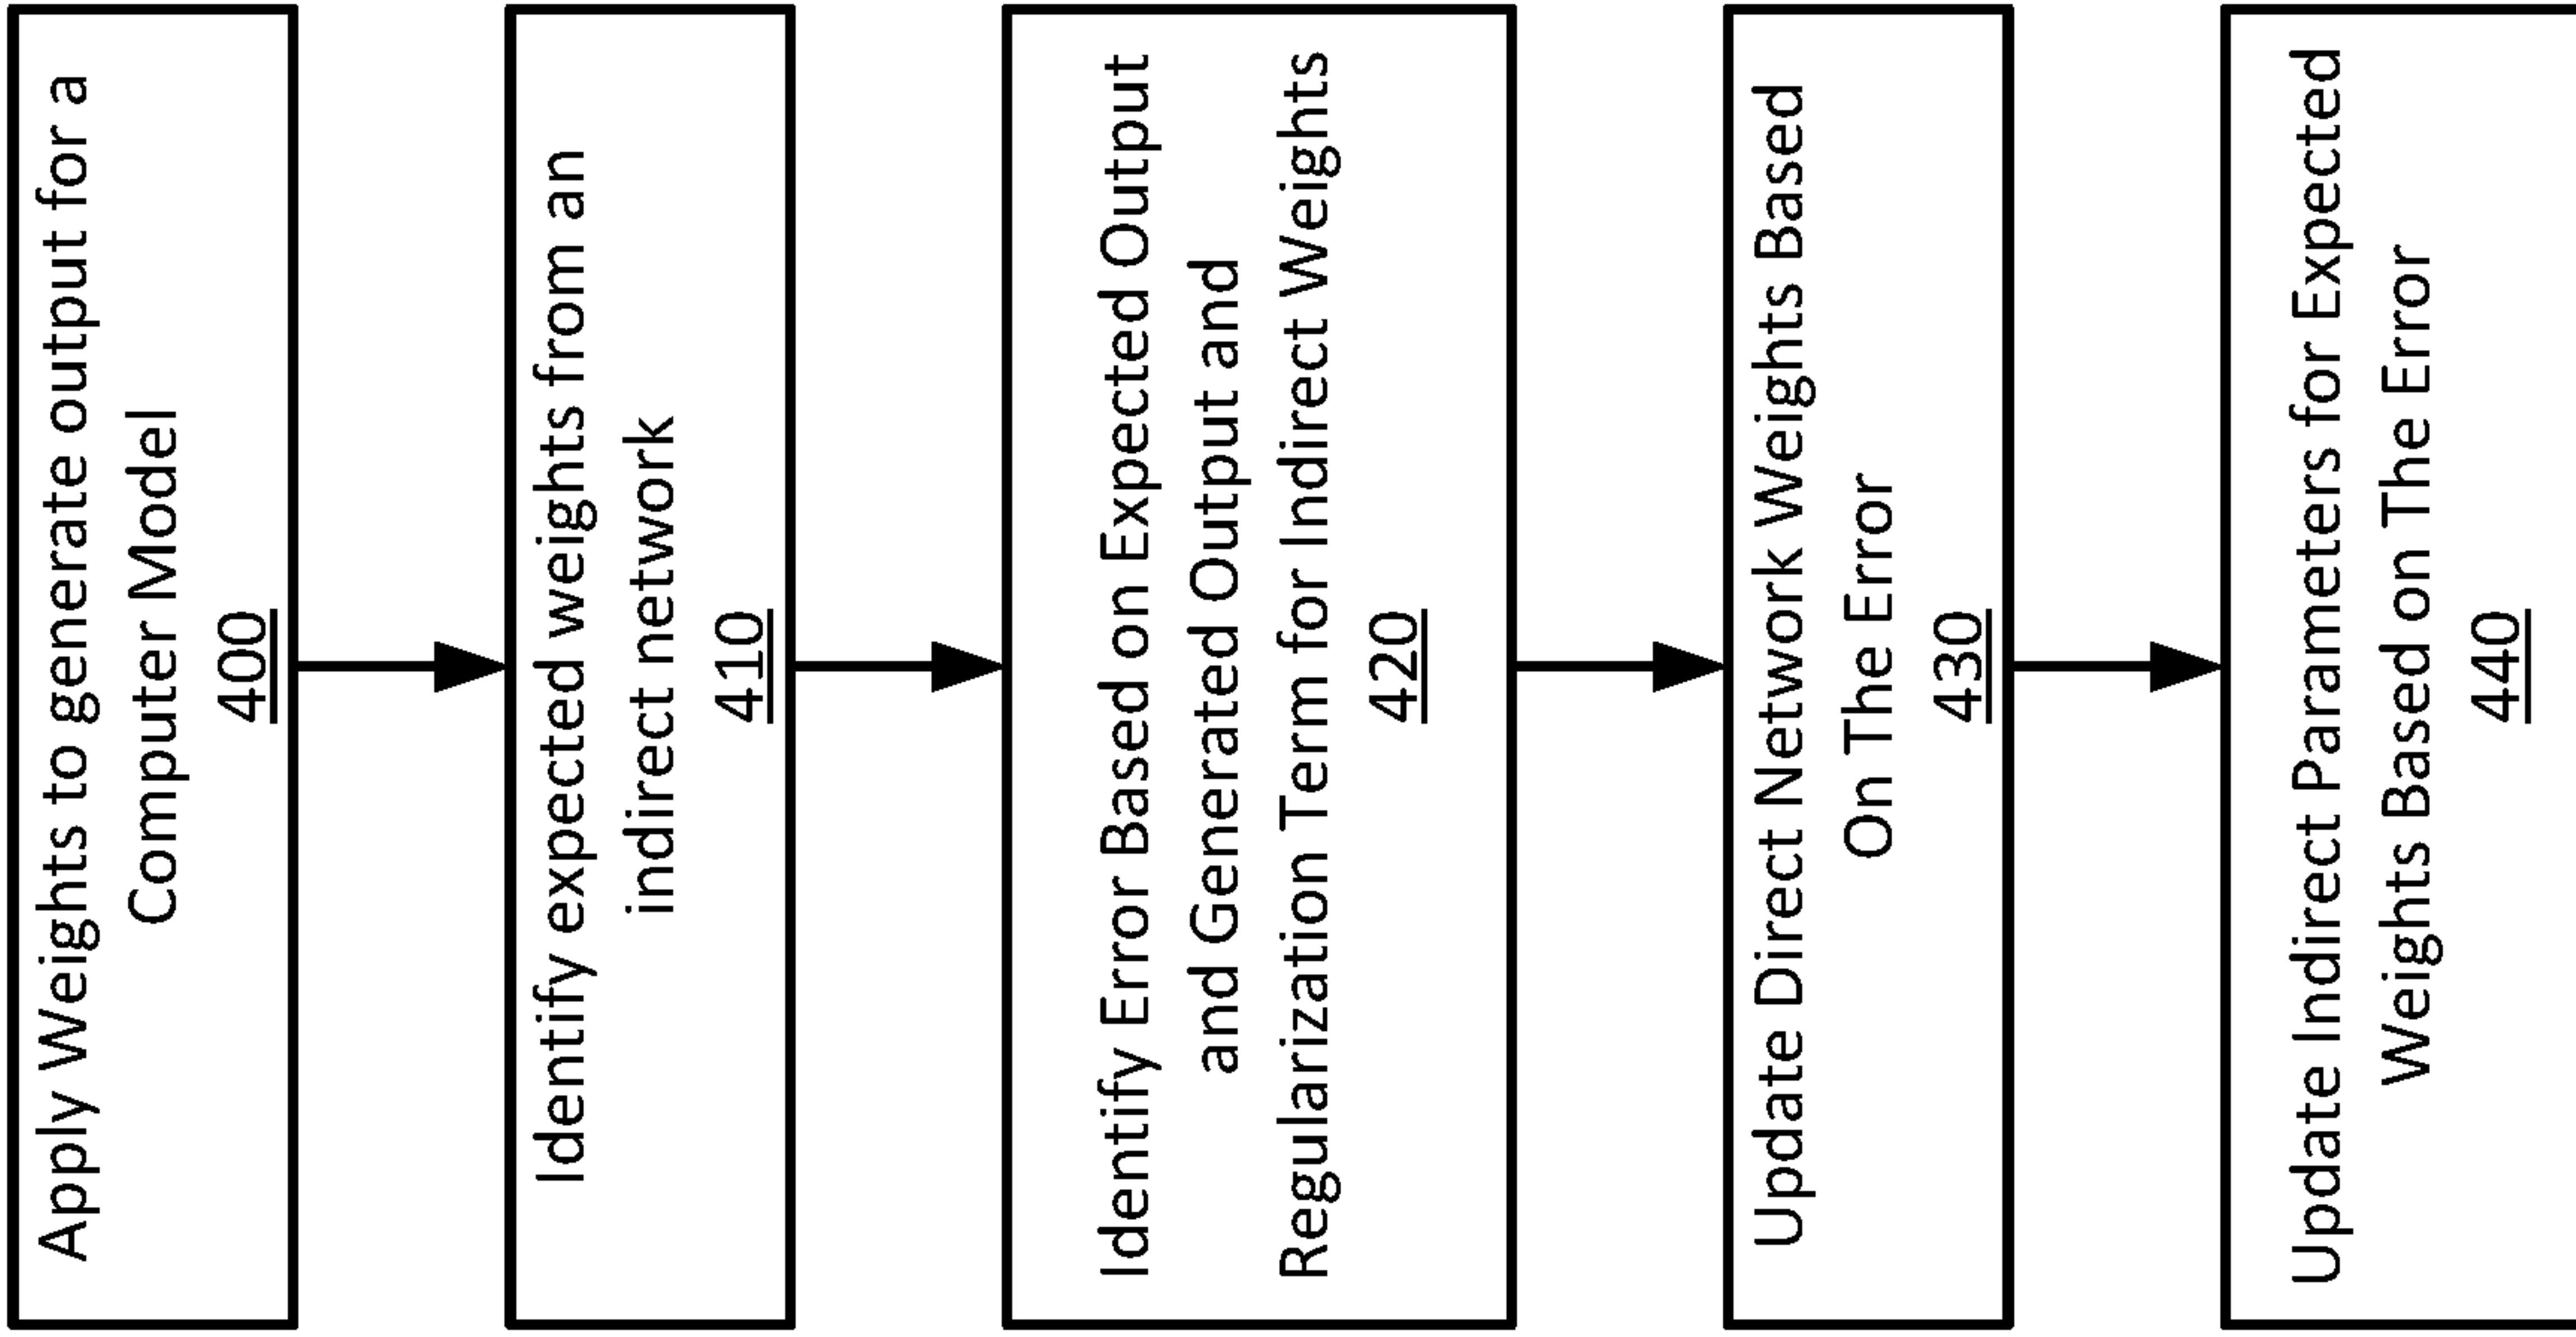 Apply Weights to generate output for a
Computer Model
400
Identify expected weights from an
indirect network
410
Identify Error Based on Expected Output
and Generated Output and
Regularization Term for Indirect Weights
420
Update Direct Network Weights Based
On The Error
430
Update Indirect Parameters for Expected
Weights Based on The Error
440